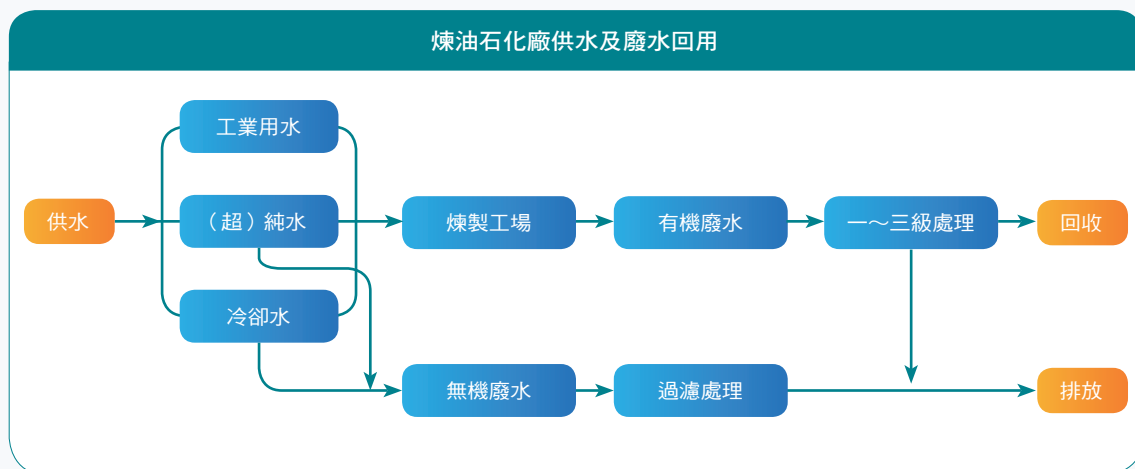 煉油石化廠供水及廢水回用
工業用水
供水
（超）純水
煉製工場
有機廢水
一～三級處理
回收
冷卻水
無機廢水
過濾處理
排放